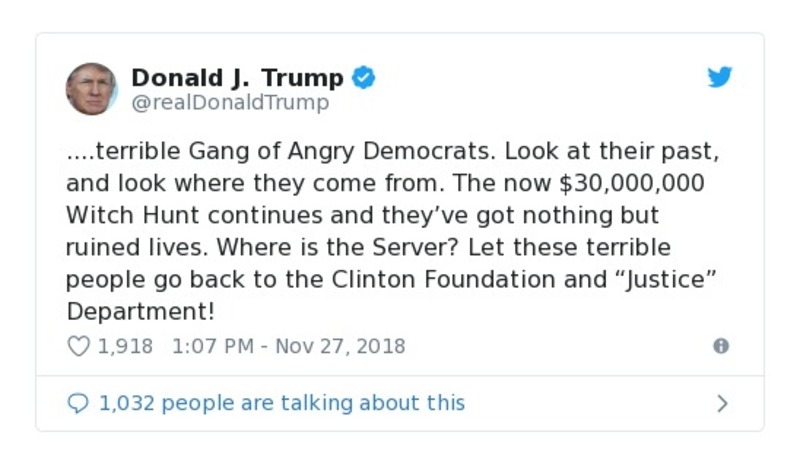 Donald J. Trump
@realDonaldTrump
....terrible Gang of Angry Democrats. Look at their past,
and look where they come from. The now $30,000,000
Witch Hunt continues and they’ve got nothing but
ruined lives. Where is the Server? Let these terrible
people go back to the Clinton Foundation and “Justice”
Department!
1,918 1:07 PM - Nov 27, 2018
1,032 people are talking about this